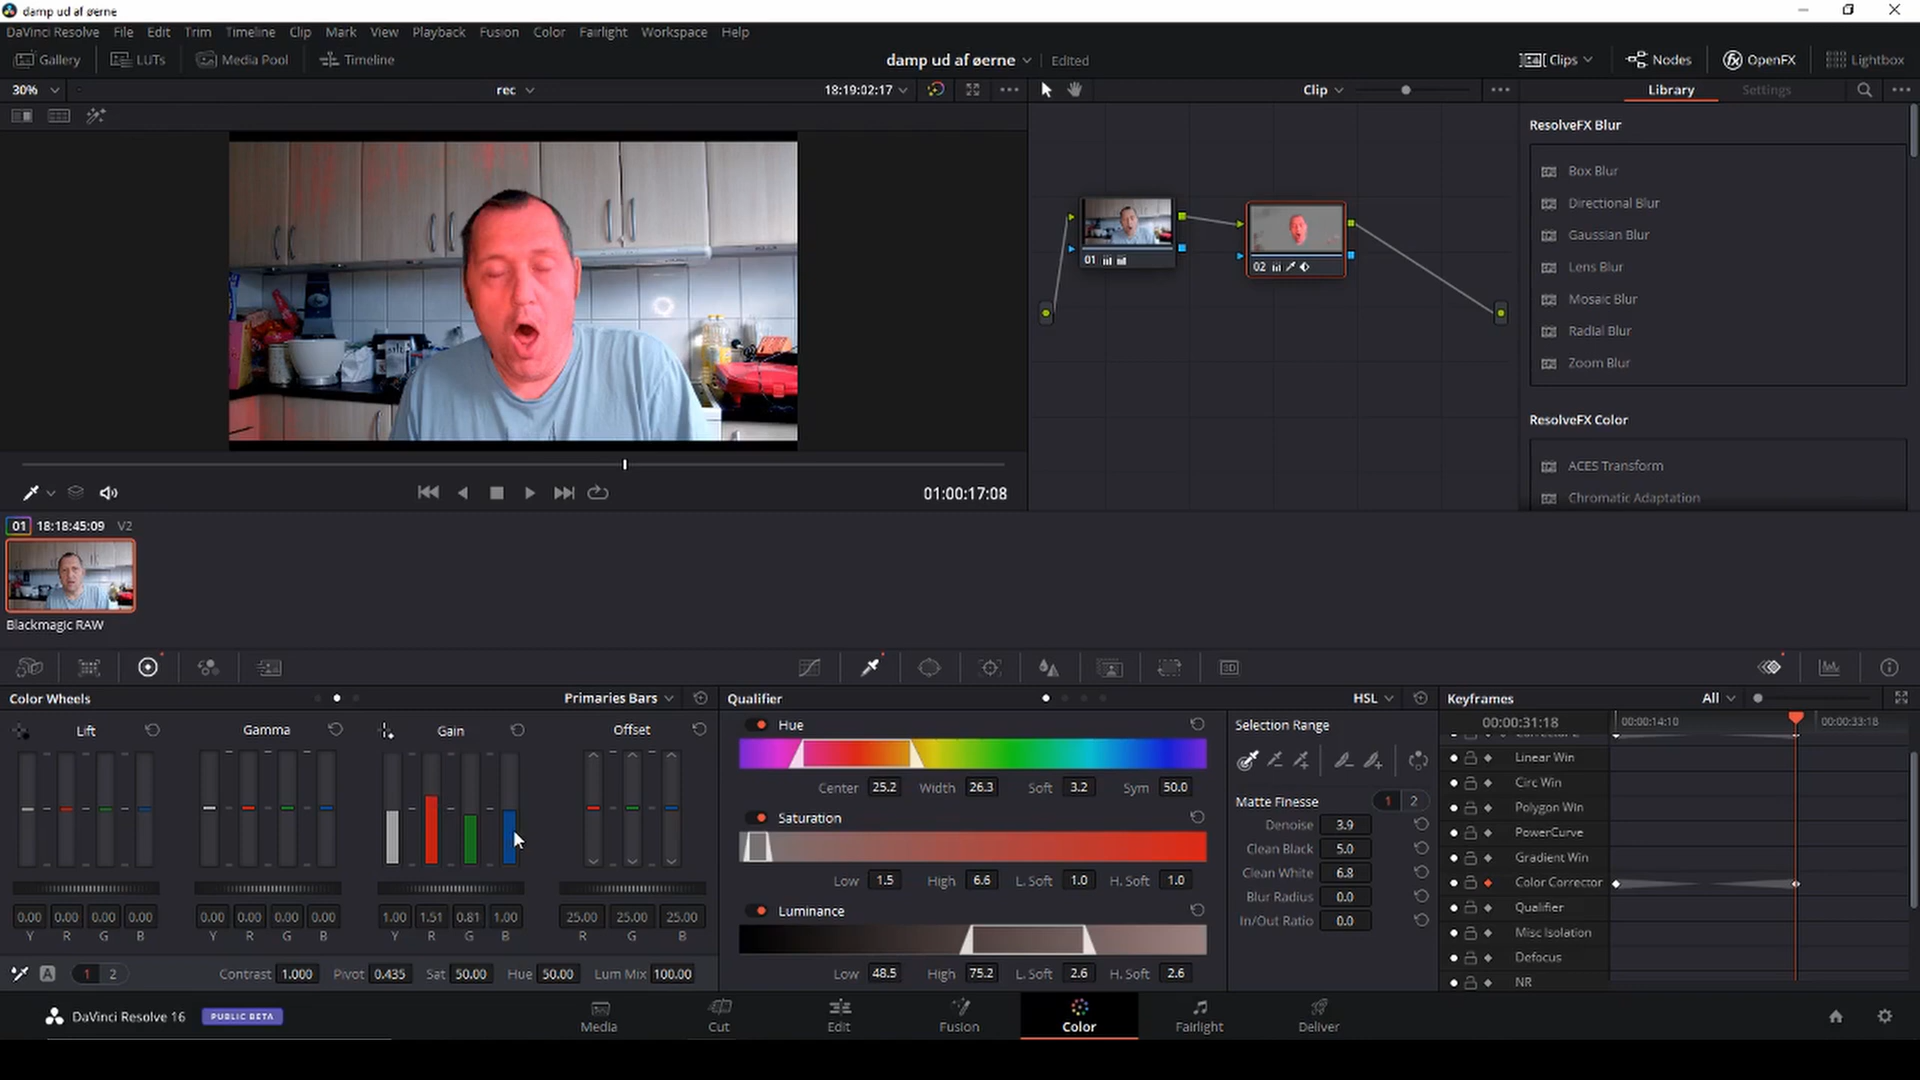 damp ud af øerne
DaVinci Resolve File Edit Trim Timeline Clip Mark View Playback Fusion Color Fairlight Workspace Help
Gallery LUTs Media Pool Timeline damp ud af øerne Edited Clips Nodes OpenFX Lightbox
30% rec 18:19:02:17 Clip Library Settings
ResolveFX Blur
Box Blur
Directional Blur
Gaussian Blur
Lens Blur
Mosaic Blur
Radial Blur
Zoom Blur
ResolveFX Color
ACES Transform
Chromatic Adaptation
01
02
01:00:17:08
01 18:18:45:09 V2
Blackmagic RAW
Color Wheels Primaries Bars
Lift Gamma Gain Offset
0.00 0.00 0.00 0.00 0.00 0.00 0.00 0.00 1.00 1.51 0.81 1.00 25.00 25.00 25.00
Y R G B Y R G B Y R G B R G B
A 1 2 Contrast 1.000 Pivot 0.435 Sat 50.00 Hue 50.00 Lum Mix 100.00
Qualifier HSL
Hue
Center 25.2 Width 26.3 Soft 3.2 Sym 50.0
Saturation
Low 1.5 High 6.6 L. Soft 1.0 H. Soft 1.0
Luminance
Low 48.5 High 75.2 L. Soft 2.6 H. Soft 2.6
Selection Range
Matte Finesse 1 2
Denoise 3.9
Clean Black 5.0
Clean White 6.8
Blur Radius 0.0
In/Out Ratio 0.0
3D
Keyframes All
00:00:31:18 00:00:14:10 00:00:33:18
Linear Win
Circ Win
Polygon Win
PowerCurve
Gradient Win
Color Corrector
Qualifier
Misc Isolation
Defocus
NR
DaVinci Resolve 16 PUBLIC BETA
Media Cut Edit Fusion Color Fairlight Deliver